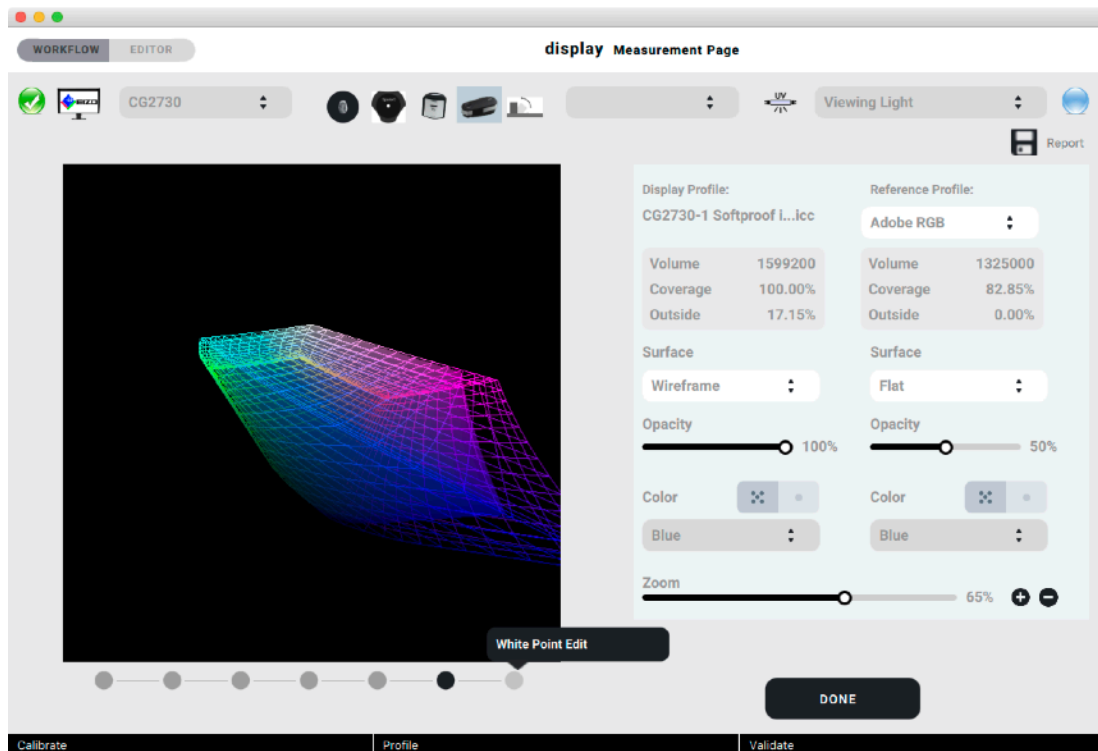 WORKFLOW EDITOR
display Measurement Page
EIZO CG2730 UV Viewing Light
Report
Display Profile: Reference Profile:
CG2730-1 Softproof i...icc Adobe RGB
Volume 1599200 Volume 1325000
Coverage 100.00% Coverage 82.85%
Outside 17.15% Outside 0.00%
Surface Surface
Wireframe Flat
Opacity Opacity
100% 50%
Color Color
Blue Blue
Zoom
65%
White Point Edit
DONE
Calibrate Profile Validate